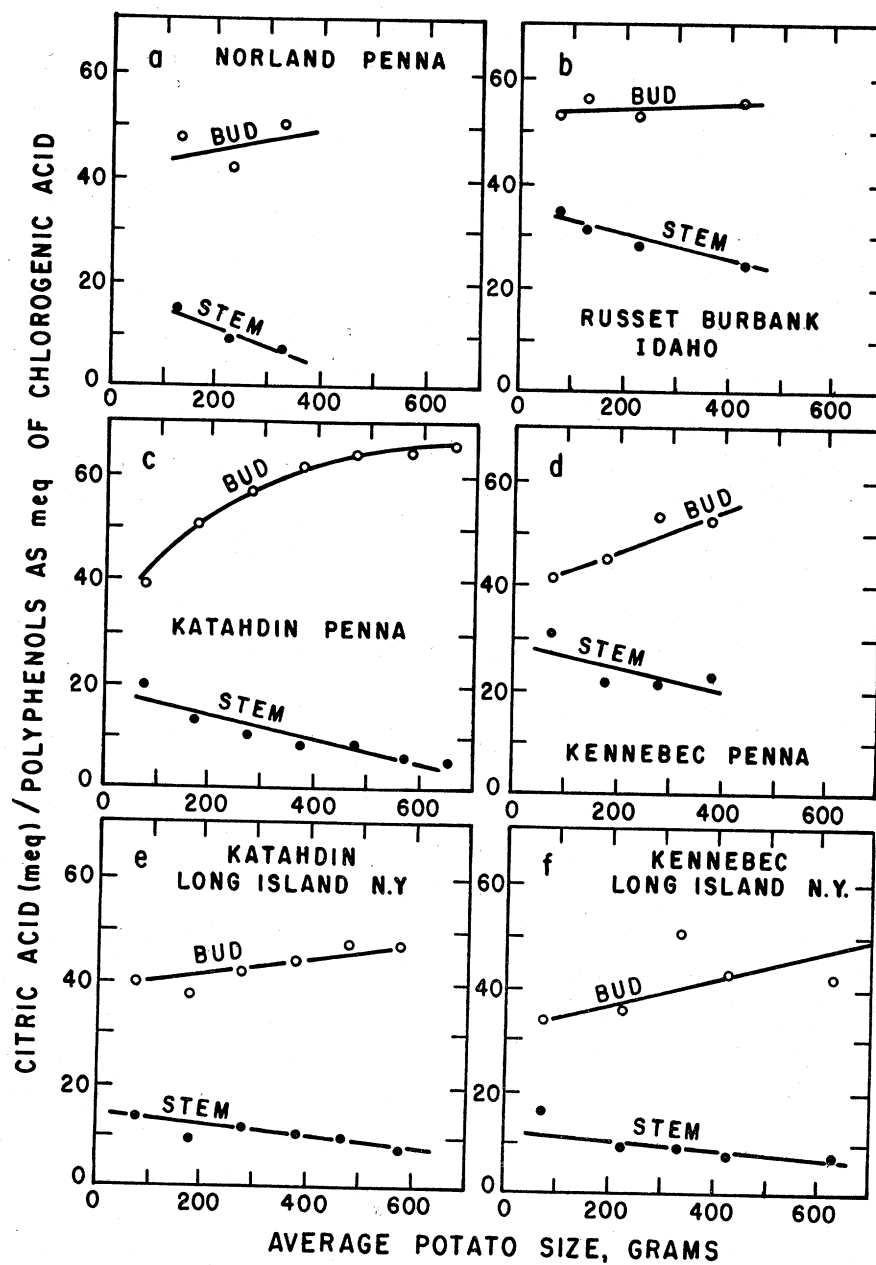 CITRIC ACID (meq) / POLYPHENOLS AS meq OF CHLOROGENIC ACID
a NORLAND PENNA
60
40
20
0
BUD
STEM
0 200 400 600
b
60
40
20
0
BUD
STEM
RUSSET BURBANK
IDAHO
200 400 600
c
60
40
20
0
BUD
KATAHDIN PENNA
STEM
0 200 400 600
d
60
40
20
BUD
STEM
KENNEBEC PENNA
0 200 400 600
e KATAHDIN
LONG ISLAND N.Y
60
40
20
0
BUD
STEM
0 200 400 600
f KENNEBEC
LONG ISLAND N.Y.
60
40
20
0
BUD
STEM
0 200 400 600
AVERAGE POTATO SIZE, GRAMS